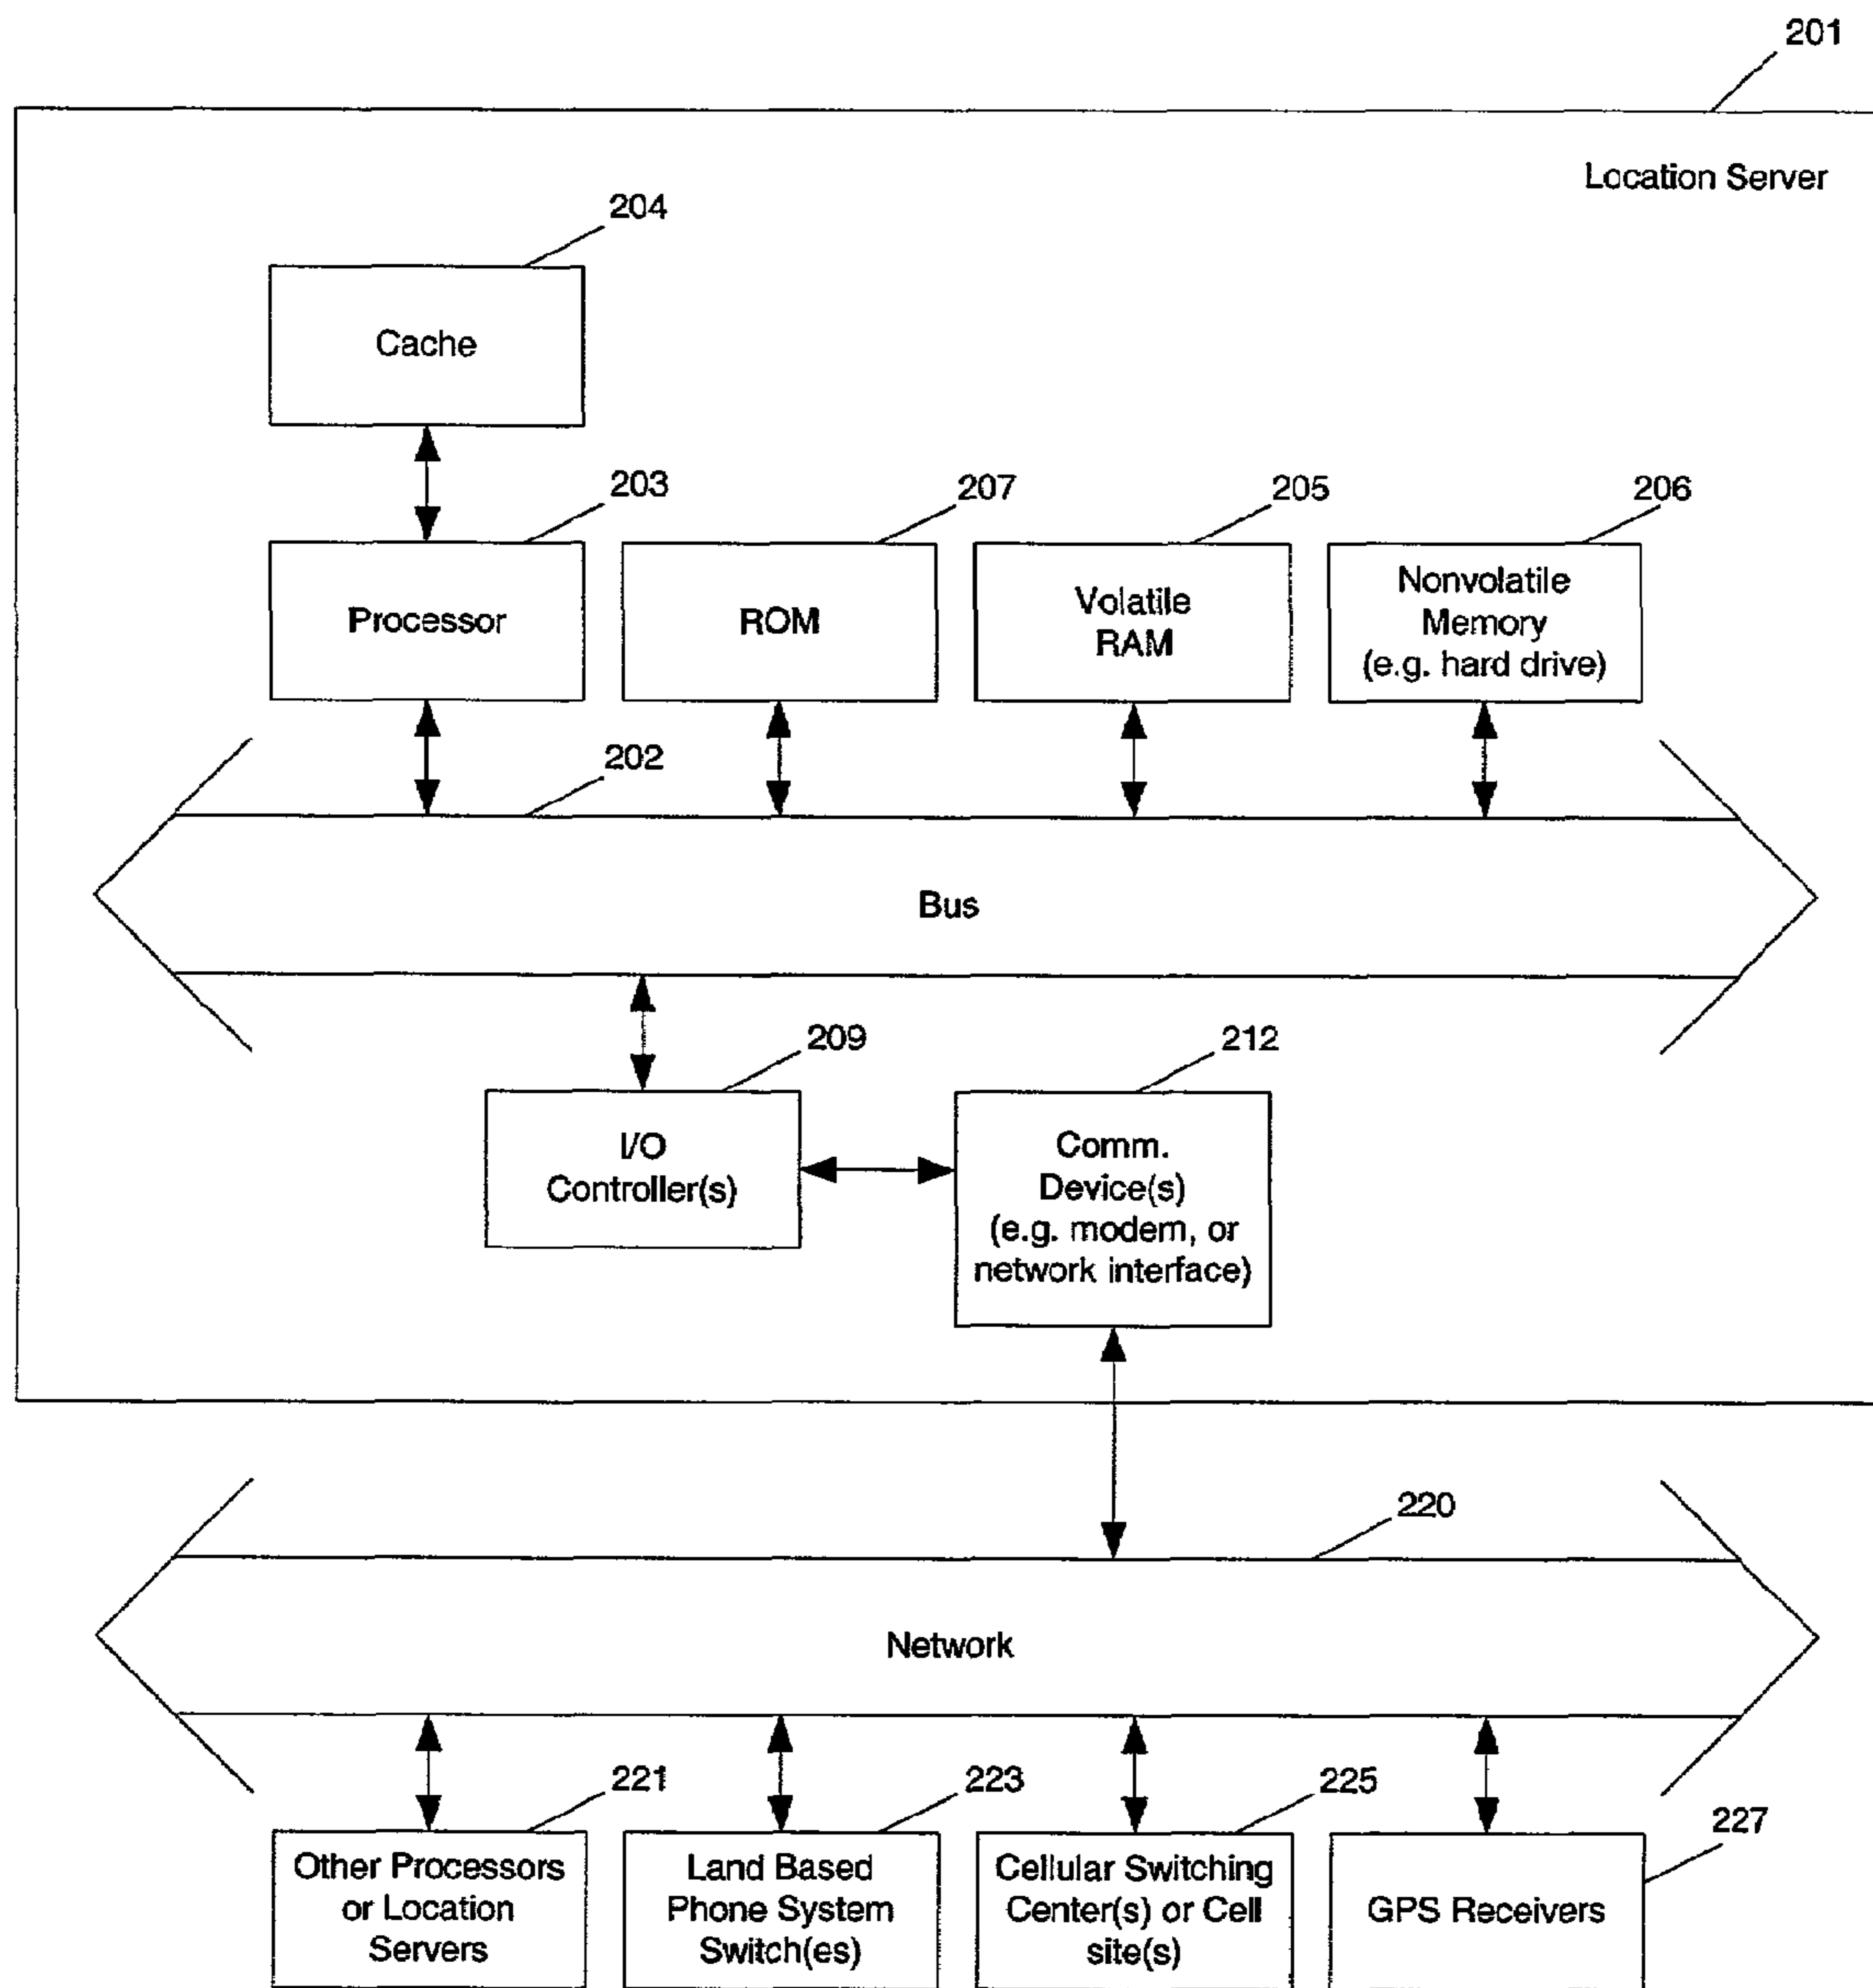 201
Location Server
204
Cache
203
207
205
206
Processor
ROM
Volatile
RAM
Nonvolatile
Memory
(e.g. hard drive)
202
Bus
209
212
I/O
Controller(s)
Comm.
Device(s)
(e.g. modem, or
network interface)
220
Network
221
223
225
227
Other Processors
or Location
Servers
Land Based
Phone System
Switch(es)
Cellular Switching
Center(s) or Cell
site(s)
GPS Receivers